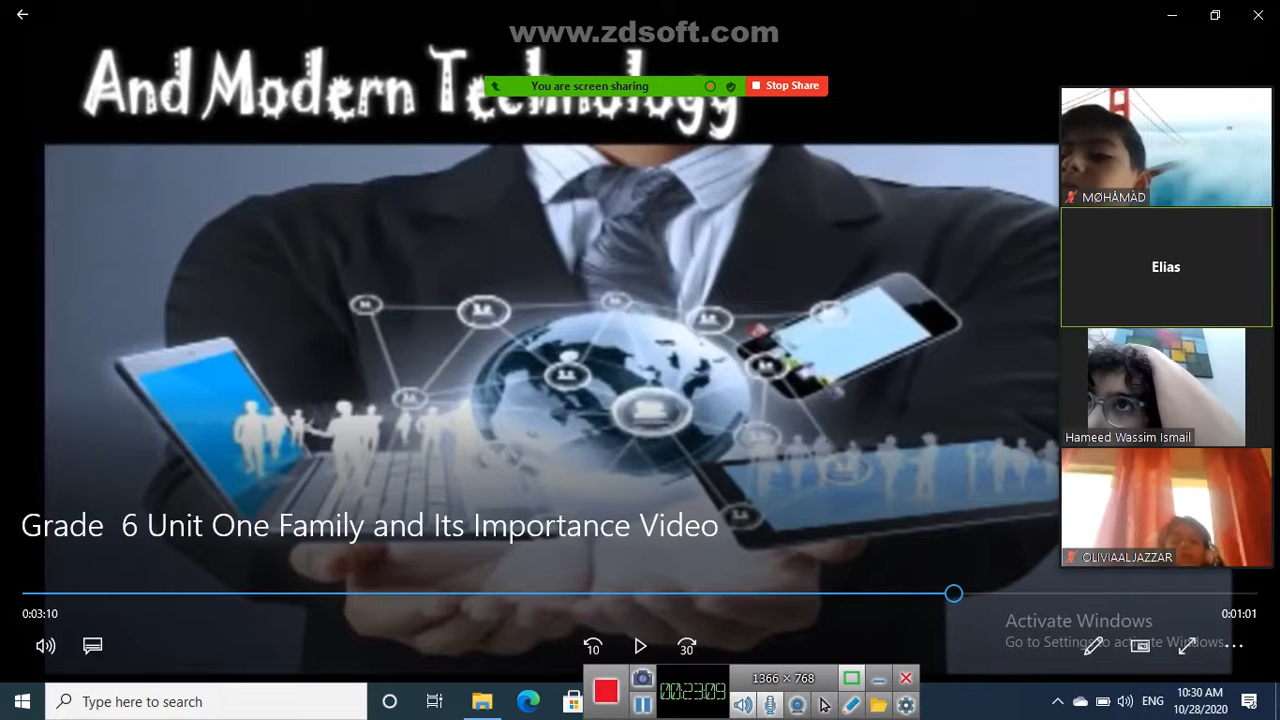 www.zdsoft.com
And Modern Technology
You are screen sharing
Stop Share
MØHÅMÀD
Elias
Hameed Wassim Ismail
OLIVIAALJAZZAR
Grade 6 Unit One Family and Its Importance Video
0:03:10
0:01:01
Activate Windows
Go to Settings to activate Windows.
10
30
1366 × 768
00:23:09
Type here to search
ENG
10:30 AM
10/28/2020